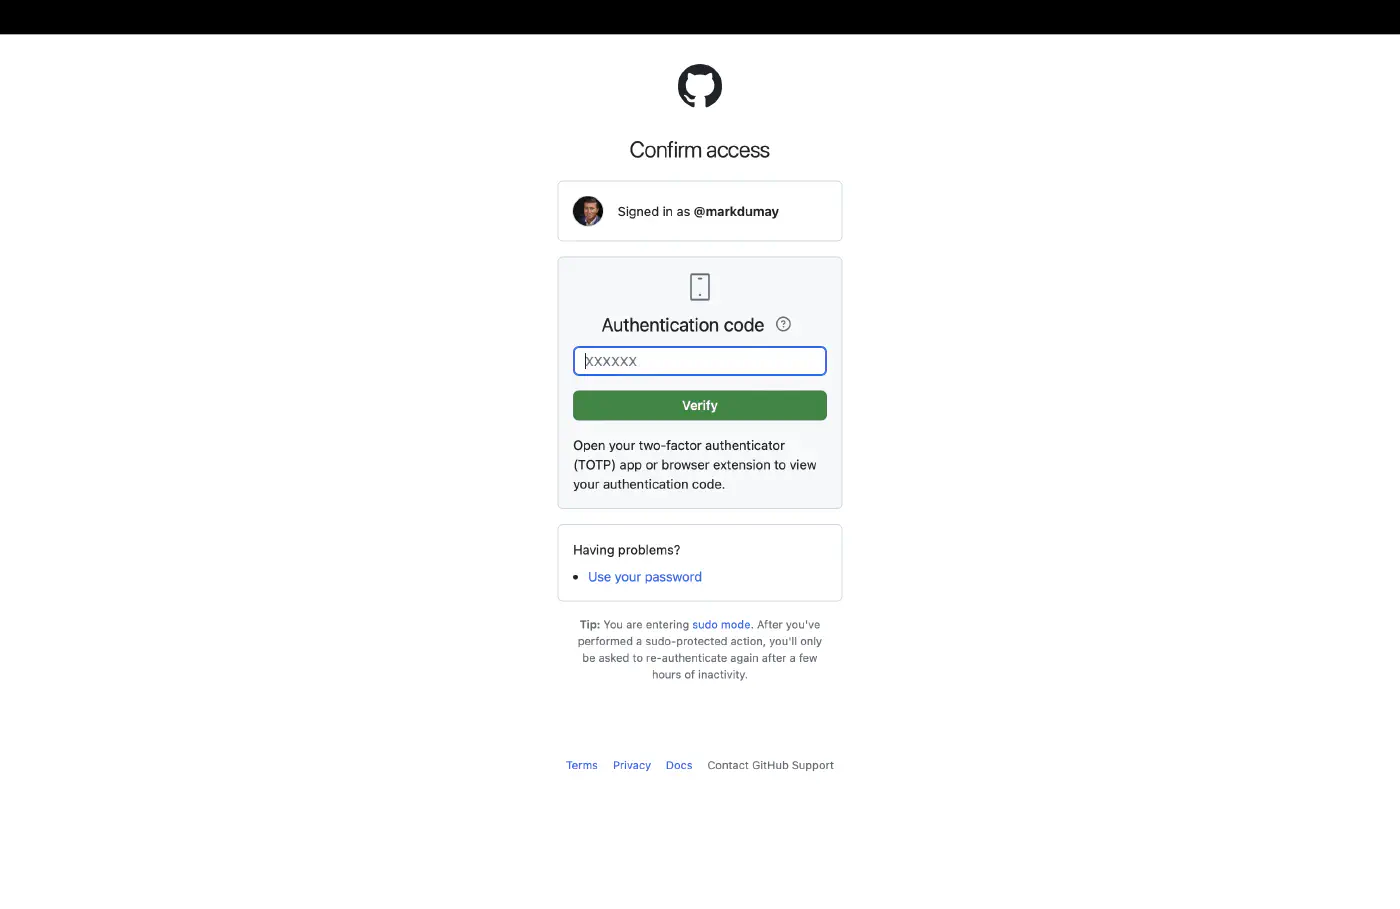 Confirm access
Signed in as @markdumay
Authentication code
XXXXXX
Verify
Open your two-factor authenticator
(TOTP) app or browser extension to view
your authentication code.
Having problems?
• Use your password
Tip: You are entering sudo mode. After you've
performed a sudo-protected action, you'll only
be asked to re-authenticate again after a few
hours of inactivity.
Terms Privacy Docs Contact GitHub Support